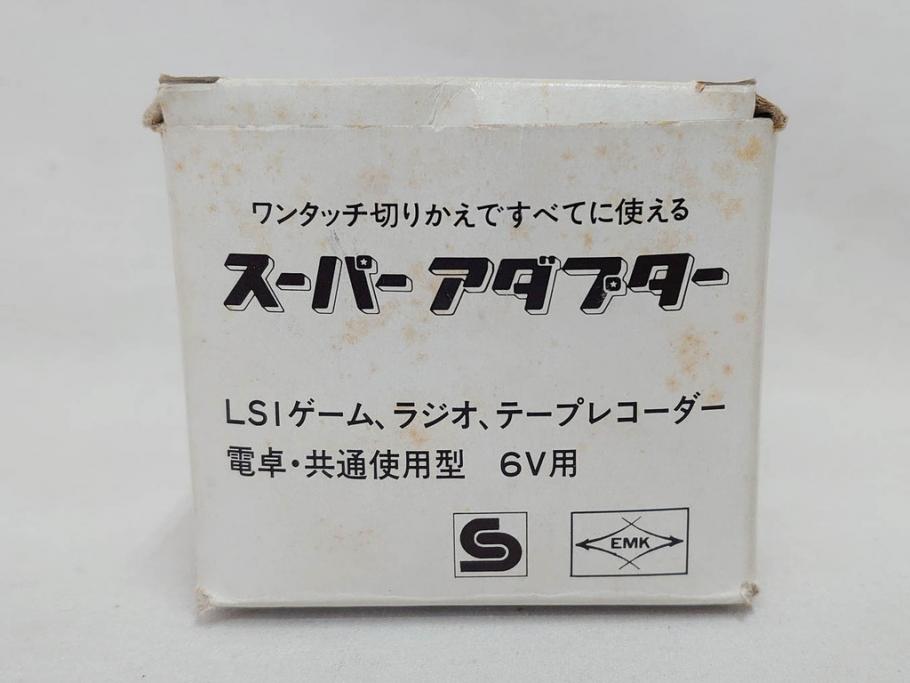 ワンタッチ切りかえですべてに使える
スーパーアダプター
LSIゲーム、ラジオ、テープレコーダー
電卓・共通使用型　6V用
S
EMK